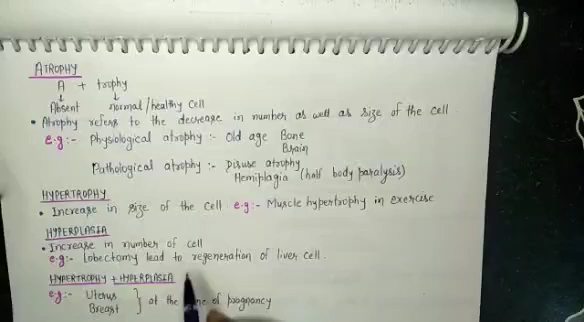 ATROPHY
A + trophy
Absent normal/healthy cell
• Atrophy refers to the decrease in number as well as size of the cell.
e.g:- Physiological atrophy :- Old age Bone
Brain
Pathological atrophy :- Disuse atrophy
Hemiplagia (half body paralysis)
HYPERTROPHY
• Increase in size of the cell e.g:- Muscle hypertrophy in exercise
HYPERPLASIA
• Increase in number of cell
e.g:- Lobectomy lead to regeneration of liver cell.
HYPERTROPHY + HYPERPLASIA
e.g:- Uterus
Breast } at the of pregnancy